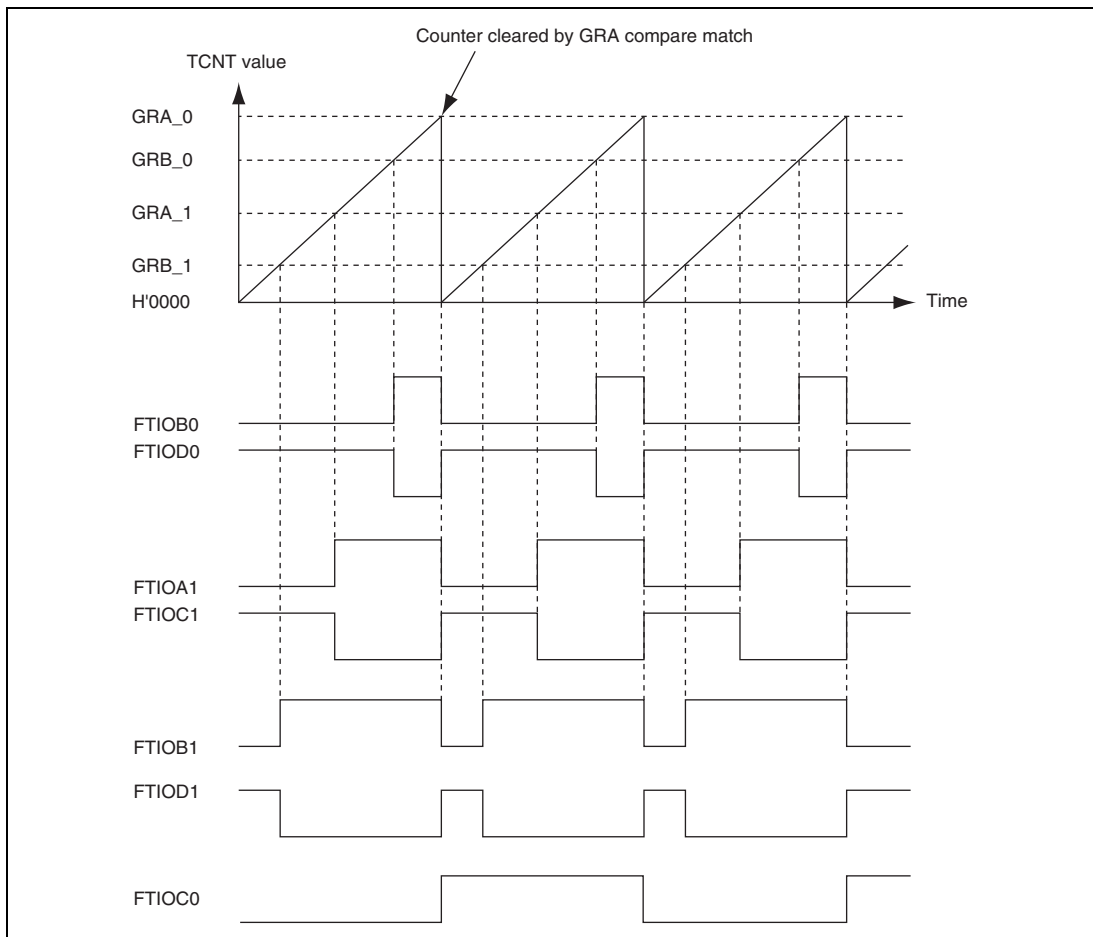 Counter cleared by GRA compare match
TCNT value
GRA_0
GRB_0
GRA_1
GRB_1
H'0000
Time
FTIOB0
FTIOD0
FTIOA1
FTIOC1
FTIOB1
FTIOD1
FTIOC0